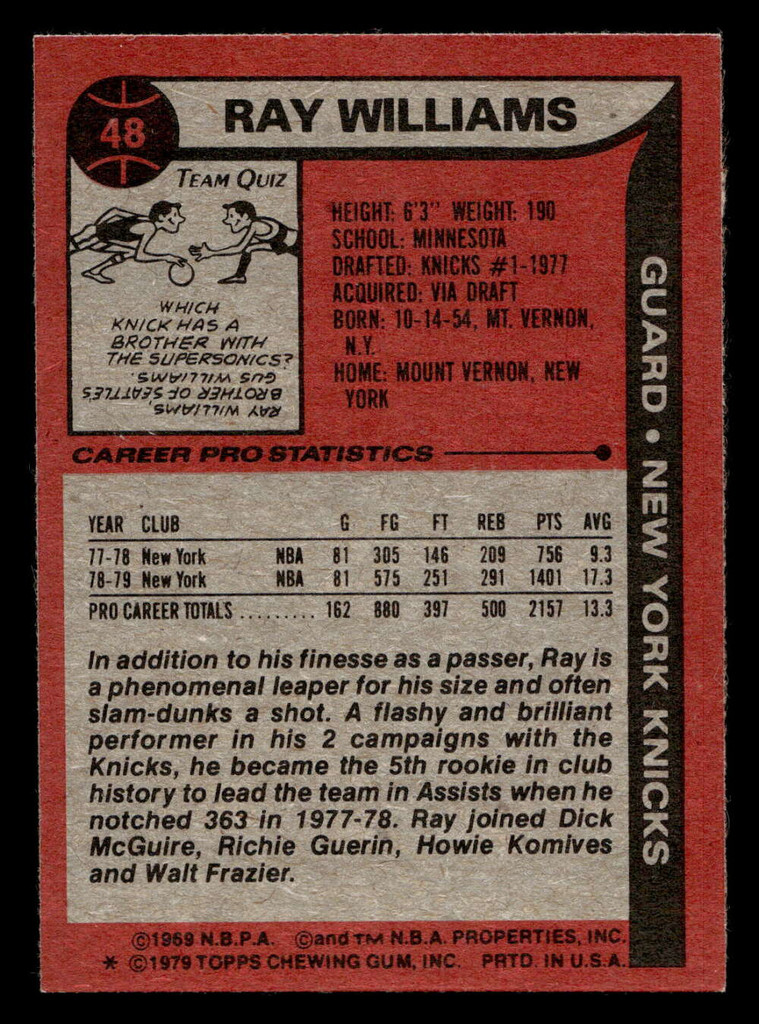 48
RAY WILLIAMS
TEAM QUIZ
WHICH
KNICK HAS A
BROTHER WITH
THE SUPERSONICS?
RAY WILLIAMS,
BROTHER OF SEATTLE'S
GUS WILLIAMS.
HEIGHT: 6'3" WEIGHT: 190
SCHOOL: MINNESOTA
DRAFTED: KNICKS #1-1977
ACQUIRED: VIA DRAFT
BORN: 10-14-54, MT. VERNON,
N.Y.
HOME: MOUNT VERNON, NEW
YORK
GUARD • NEW YORK KNICKS
CAREER PRO STATISTICS
YEAR CLUB G FG FT REB PTS AVG
77-78 New York NBA 81 305 146 209 756 9.3
78-79 New York NBA 81 575 251 291 1401 17.3
PRO CAREER TOTALS ......... 162 880 397 500 2157 13.3
In addition to his finesse as a passer, Ray is
a phenomenal leaper for his size and often
slam-dunks a shot. A flashy and brilliant
performer in his 2 campaigns with the
Knicks, he became the 5th rookie in club
history to lead the team in Assists when he
notched 363 in 1977-78. Ray joined Dick
McGuire, Richie Guerin, Howie Komives
and Walt Frazier.
©1969 N.B.P.A. ©and TM N.B.A. PROPERTIES, INC.
* ©1979 TOPPS CHEWING GUM, INC. PRTD. IN U.S.A.